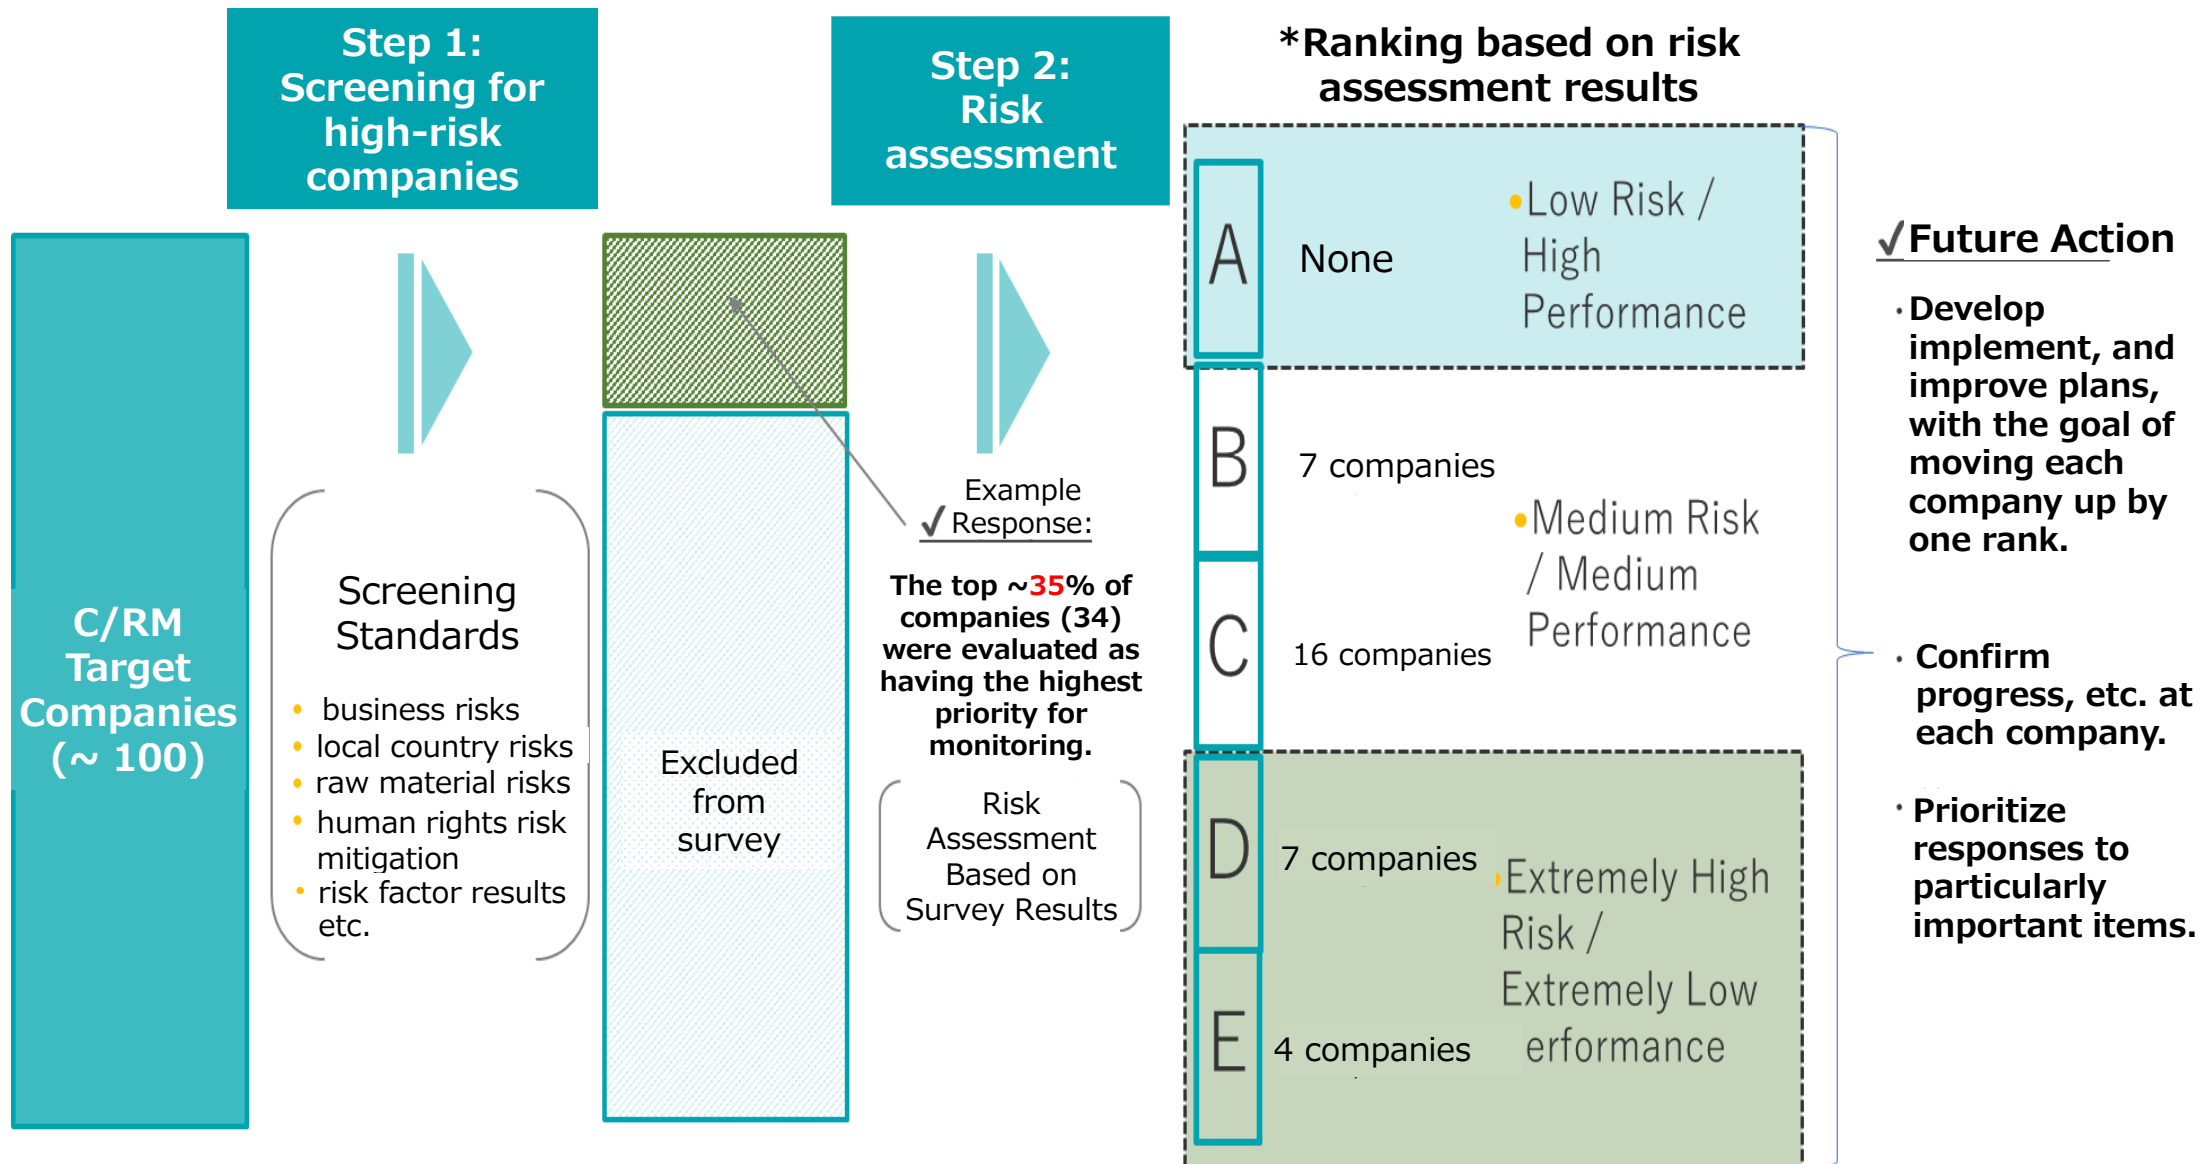 Step 1:
Screening for
high-risk
companies
Step 2:
Risk
assessment
*Ranking based on risk
assessment results
C/RM
Target
Companies
(~ 100)
Screening
Standards
• business risks
• local country risks
• raw material risks
• human rights risk
mitigation
• risk factor results
etc.
Excluded
from
survey
Example
✓Response:
The top ~35% of
companies (34)
were evaluated as
having the highest
priority for
monitoring.
Risk
Assessment
Based on
Survey Results
A
None
•Low Risk /
High
Performance
B
7 companies
C
16 companies
•Medium Risk
/ Medium
Performance
D
7 companies
E
4 companies
•Extremely High
Risk /
Extremely Low
erformance
✓Future Action
・Develop
implement, and
improve plans,
with the goal of
moving each
company up by
one rank.
・Confirm
progress, etc. at
each company.
・Prioritize
responses to
particularly
important items.